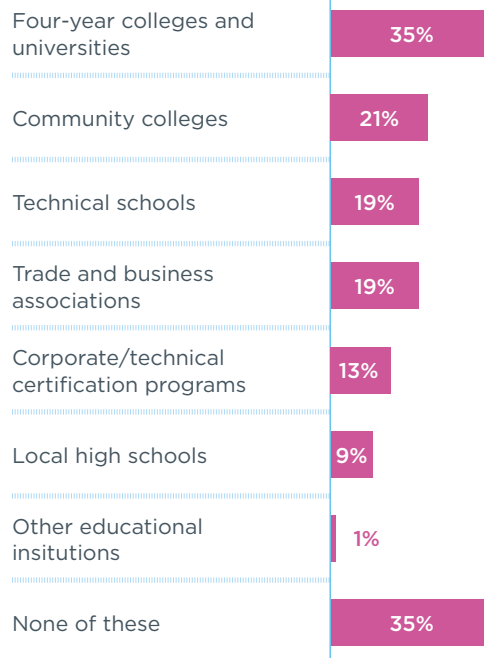 Four-year colleges and
universities
35%
Community colleges
21%
Technical schools
19%
Trade and business
associations
19%
Corporate/technical
certification programs
13%
Local high schools
9%
Other educational
insitutions
1%
None of these
35%